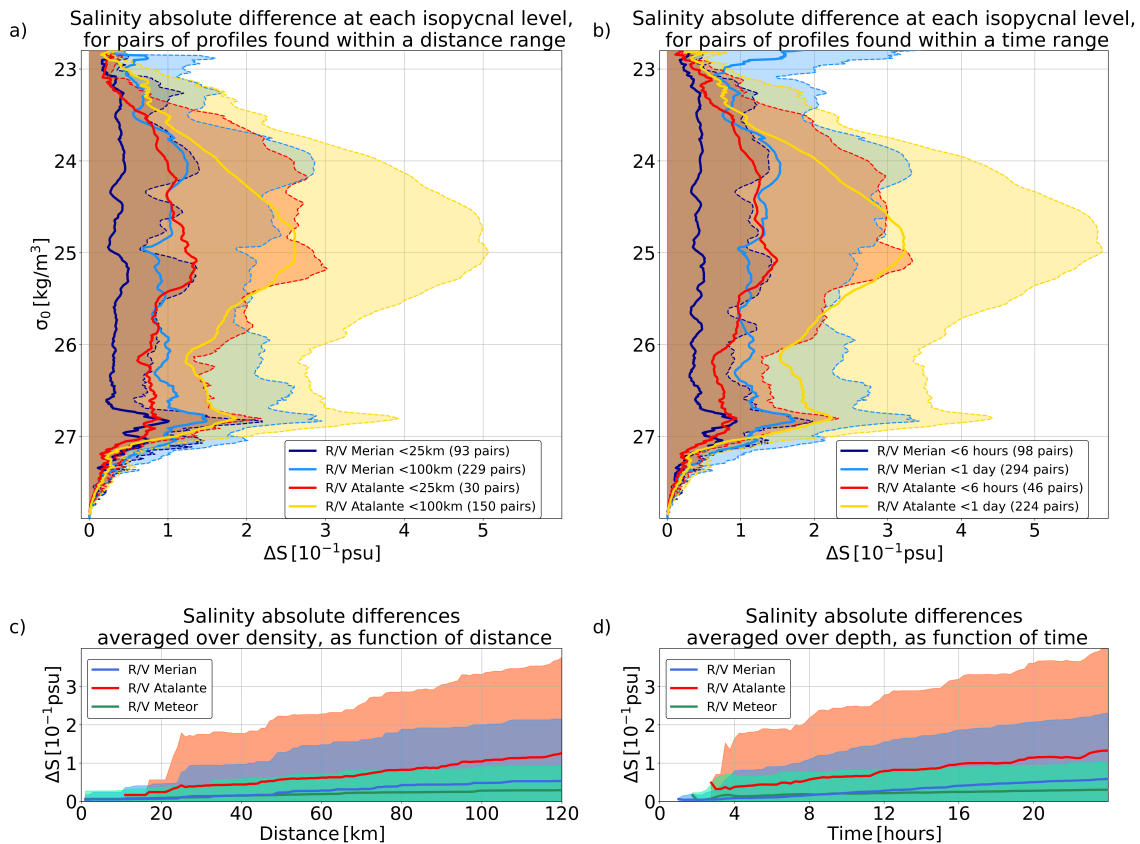 a)
Salinity absolute difference at each isopycnal level,
for pairs of profiles found within a distance range
23
24
25
26
27
σ₀ [kg/m³]
R/V Merian <25km (93 pairs)
R/V Merian <100km (229 pairs)
R/V Atalante <25km (30 pairs)
R/V Atalante <100km (150 pairs)
0 1 2 3 4 5
ΔS [10⁻¹psu]
b)
Salinity absolute difference at each isopycnal level,
for pairs of profiles found within a time range
23
24
25
26
27
R/V Merian <6 hours (98 pairs)
R/V Merian <1 day (294 pairs)
R/V Atalante <6 hours (46 pairs)
R/V Atalante <1 day (224 pairs)
0 1 2 3 4 5
ΔS [10⁻¹psu]
c)
Salinity absolute differences
averaged over density, as function of distance
R/V Merian
R/V Atalante
R/V Meteor
3
2
1
0
ΔS [10⁻¹psu]
0 20 40 60 80 100 120
Distance [km]
d)
Salinity absolute differences
averaged over depth, as function of time
R/V Merian
R/V Atalante
R/V Meteor
3
2
1
0
ΔS [10⁻¹psu]
4 8 12 16 20
Time [hours]